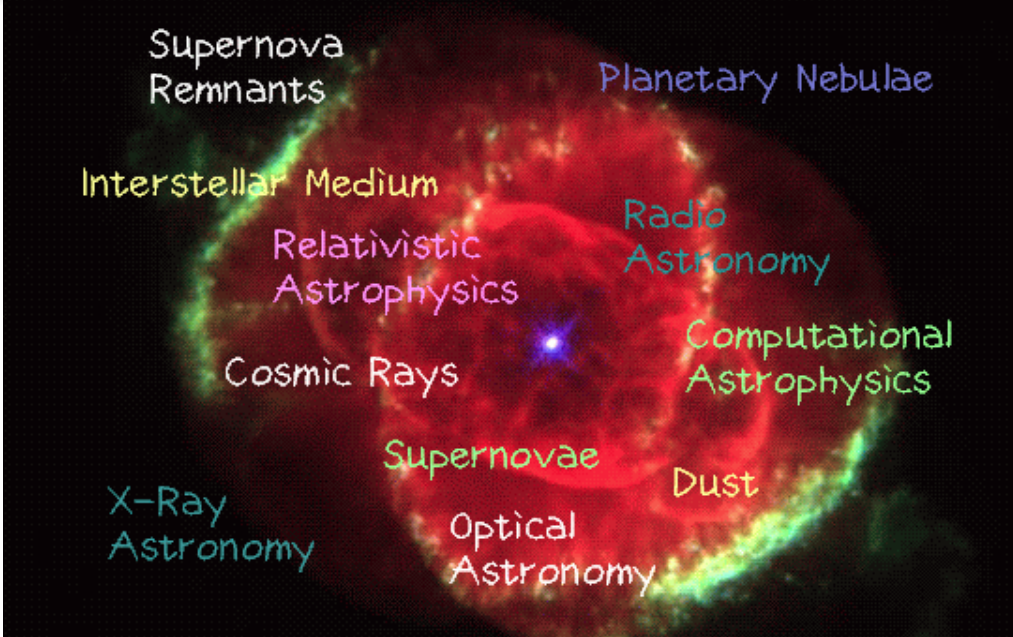 Supernova
Remnants
Planetary Nebulae
Interstellar Medium
Radio
Astronomy
Relativistic
Astrophysics
Computational
Astrophysics
Cosmic Rays
Supernovae
Dust
X-Ray
Astronomy
Optical
Astronomy